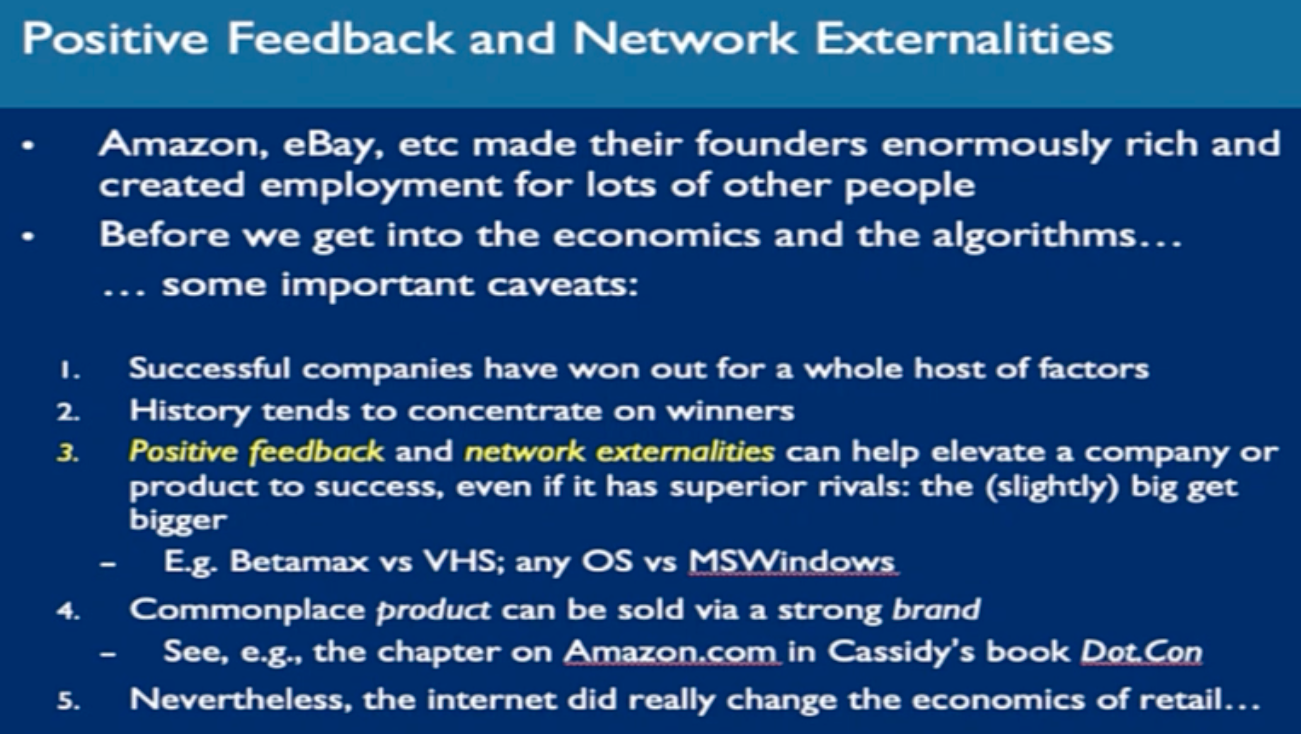 Positive Feedback and Network Externalities
• Amazon, eBay, etc made their founders enormously rich and
created employment for lots of other people
• Before we get into the economics and the algorithms…
… some important caveats:
1. Successful companies have won out for a whole host of factors
2. History tends to concentrate on winners
3. Positive feedback and network externalities can help elevate a company or
product to success, even if it has superior rivals: the (slightly) big get
bigger
– E.g. Betamax vs VHS; any OS vs MSWindows
4. Commonplace product can be sold via a strong brand
– See, e.g., the chapter on Amazon.com in Cassidy's book Dot.Con
5. Nevertheless, the internet did really change the economics of retail…